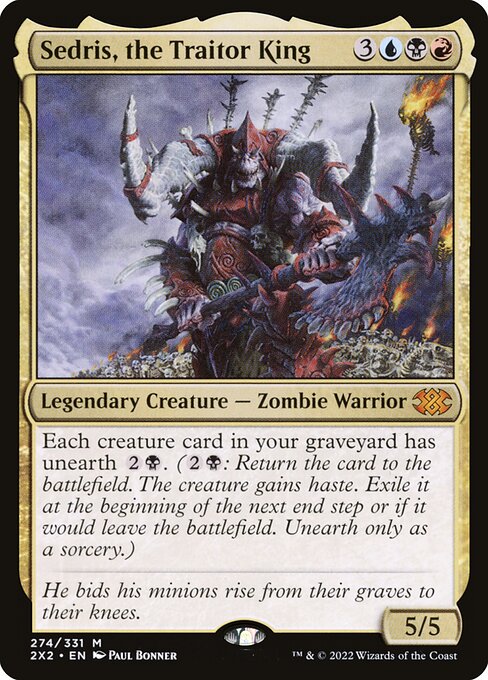 Sedris, the Traitor King 3
Legendary Creature — Zombie Warrior
Each creature card in your graveyard has
unearth 2. (2: Return the card to the
battlefield. The creature gains haste. Exile it
at the beginning of the next end step or if it
would leave the battlefield. Unearth only as
a sorcery.)
He bids his minions rise from their graves to
their knees.
5/5
274/331 M
2X2 • EN Paul Bonner
™ & © 2022 Wizards of the Coast